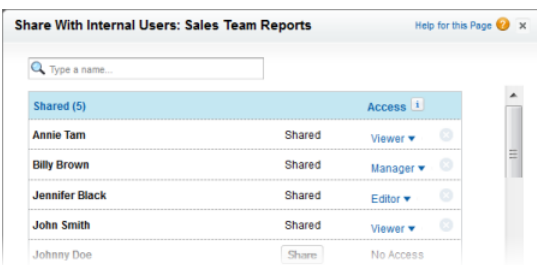 Share With Internal Users: Sales Team Reports Help for this Page ? x
Type a name...
Shared (5) Access i
Annie Tam Shared Viewer ▼
Billy Brown Shared Manager ▼
Jennifer Black Shared Editor ▼
John Smith Shared Viewer ▼
Johnny Doe Share No Access